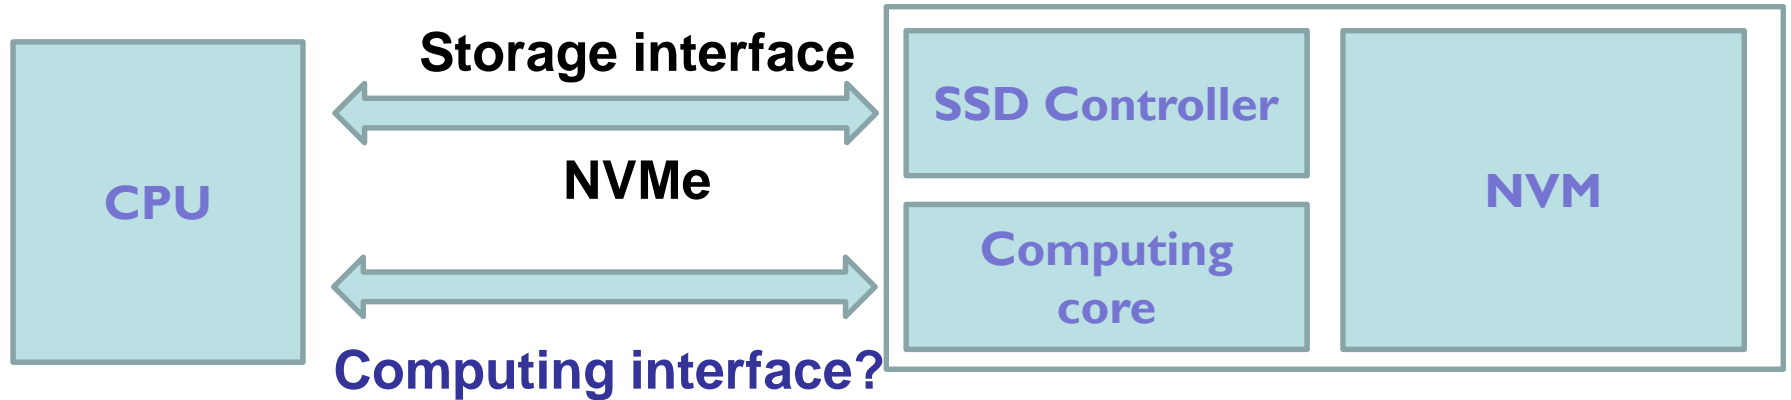 CPU
Storage interface
NVMe
Computing interface?
SSD Controller
Computing
core
NVM